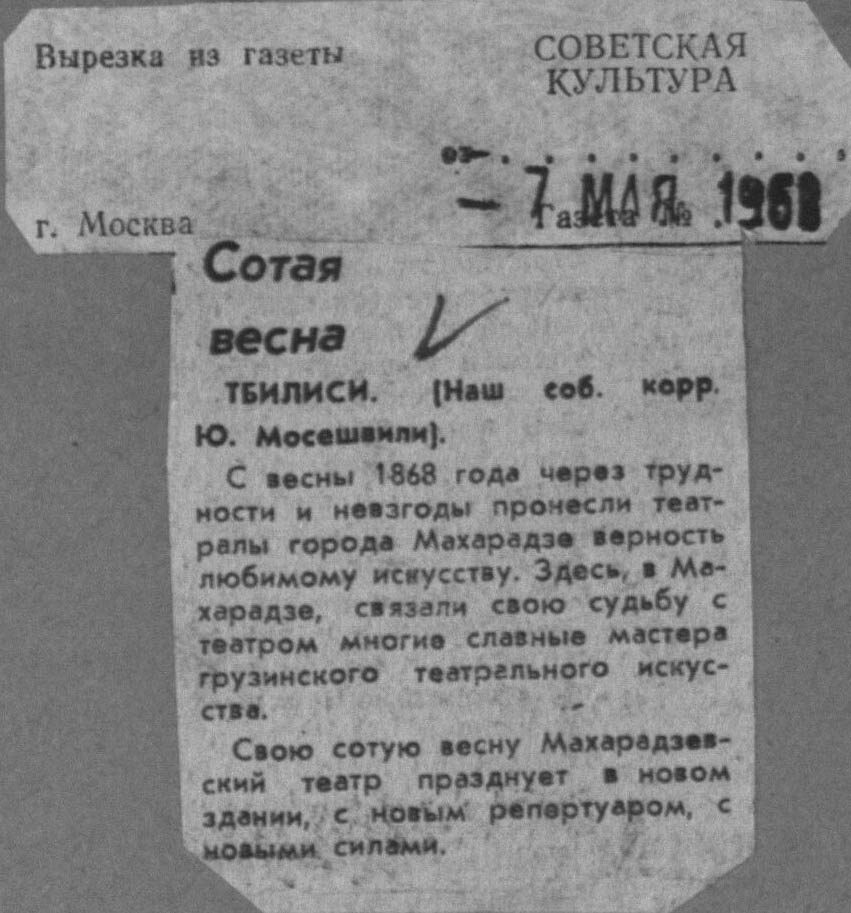 Вырезка из газеты
СОВЕТСКАЯ
КУЛЬТУРА
от . . . . . . . . .
- 7 МАЯ 1968
г. Москва
Газета № .
Сотая
весна
ТБИЛИСИ. (Наш соб. корр.
Ю. Мосешвили).
С весны 1868 года через труд-
ности и невзгоды пронесли теат-
ралы города Махарадзе верность
любимому искусству. Здесь, в Ма-
харадзе, связали свою судьбу с
театром многие славные мастера
грузинского театрального искус-
ства.
Свою сотую весну Махарадзев-
ский театр празднует в новом
здании, с новым репертуаром, с
новыми силами.